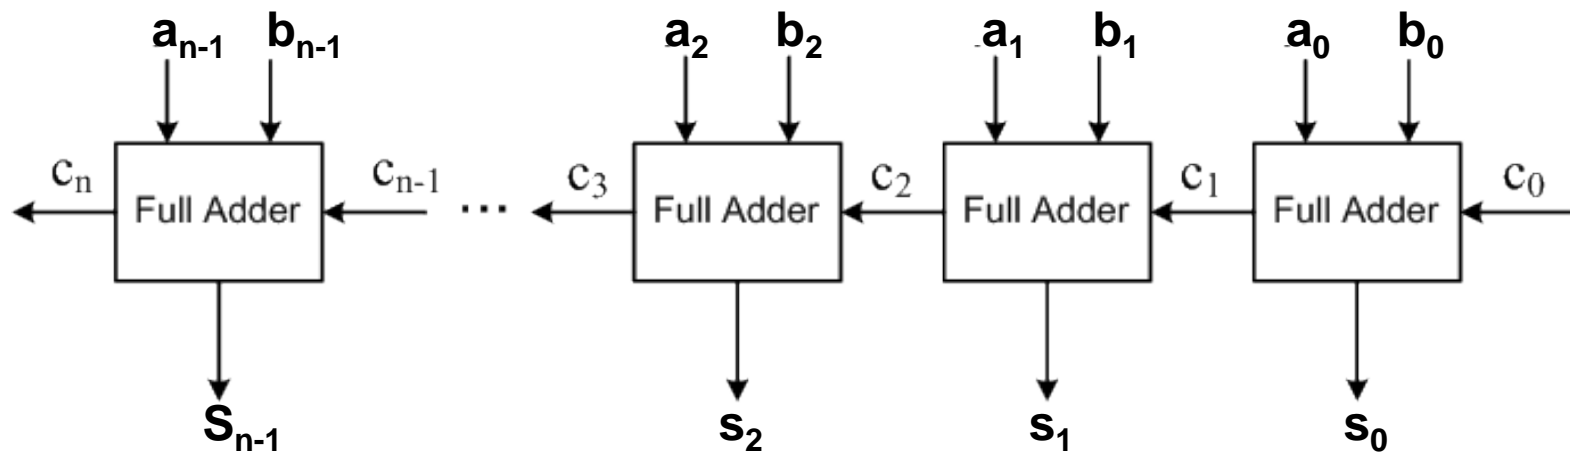 aₙ₋₁ bₙ₋₁ a₂ b₂ a₁ b₁ a₀ b₀
cₙ cₙ₋₁ c₃ c₂ c₁ c₀
Full Adder ... Full Adder Full Adder Full Adder
Sₙ₋₁ s₂ s₁ s₀